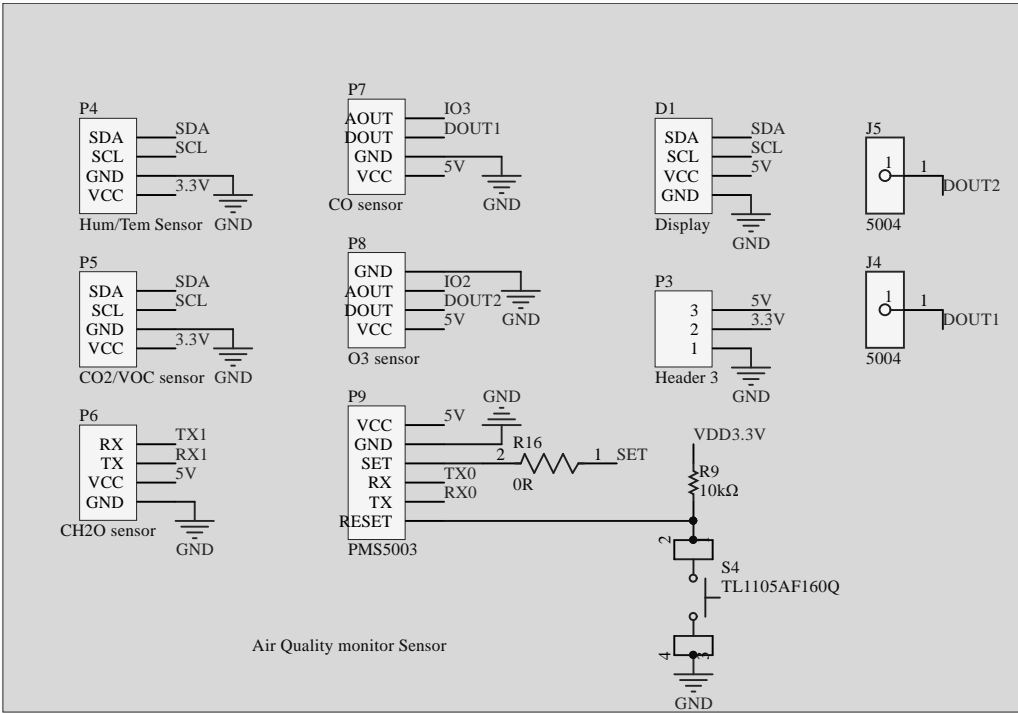 P4
SDA SDA
SCL SCL
GND
VCC 3.3V
Hum/Tem Sensor GND
P7
AOUT IO3
DOUT DOUT1
GND
VCC 5V
CO sensor GND
D1
SDA SDA
SCL SCL
VCC 5V
GND
Display
GND
J5
1 1
DOUT2
5004
P5
SDA SDA
SCL SCL
GND
VCC 3.3V
CO2/VOC sensor GND
P8
GND
AOUT IO2
DOUT DOUT2
VCC 5V
GND
O3 sensor
P3
3 5V
2 3.3V
1
Header 3
GND
J4
1 1
DOUT1
5004
P6
RX TX1
TX RX1
VCC 5V
GND
CH2O sensor
GND
P9
VCC 5V
GND
GND
SET 2 R16 1 SET
0R
RX TX0
TX RX0
RESET
PMS5003
VDD3.3V
R9
10kΩ
2
S4
TL1105AF160Q
4 3
GND
Air Quality monitor Sensor